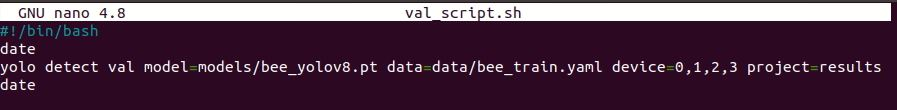 GNU nano 4.8 val_script.sh
#!/bin/bash
date
yolo detect val model=models/bee_yolov8.pt data=data/bee_train.yaml device=0,1,2,3 project=results
date